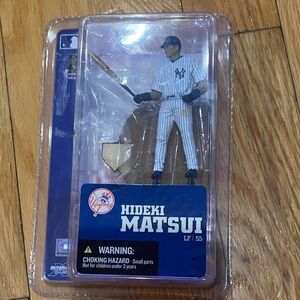 HIDEKI
MATSUI
LF | 55
WARNING:
CHOKING HAZARD - Small parts
Not for children under 3 years